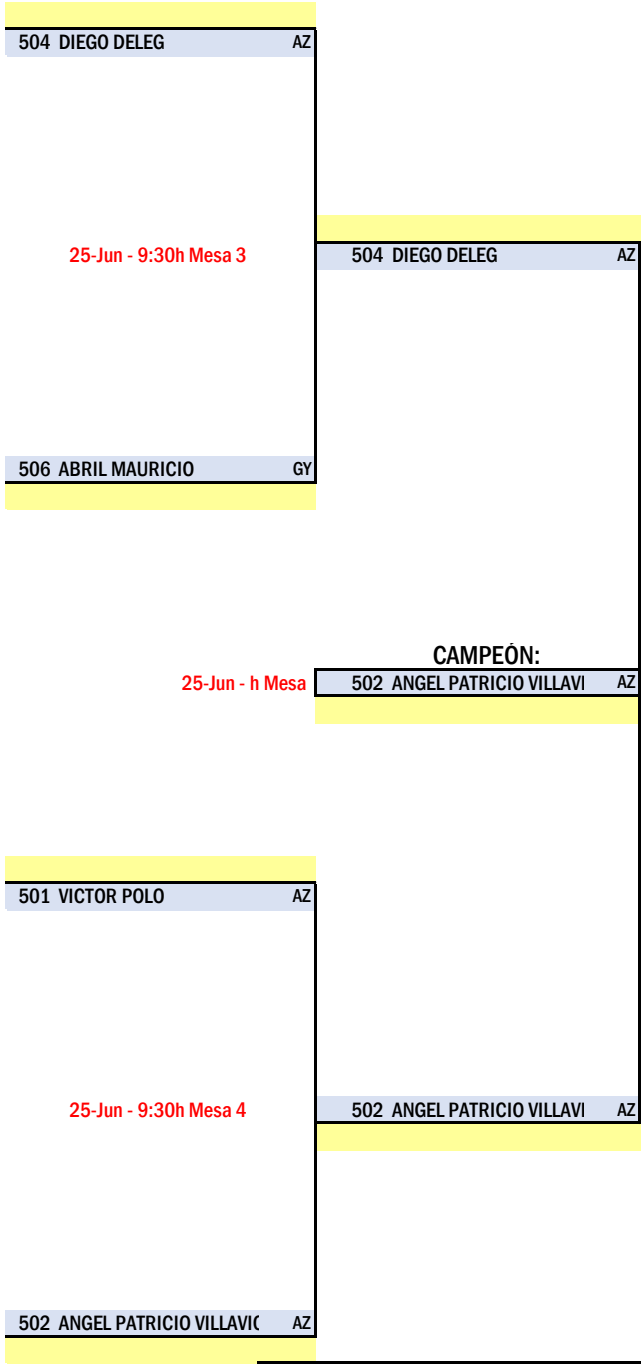 504 DIEGO DELEG AZ
25-Jun - 9:30h Mesa 3
504 DIEGO DELEG AZ
506 ABRIL MAURICIO GY
CAMPEÓN:
25-Jun - h Mesa
502 ANGEL PATRICIO VILLAVI AZ
501 VICTOR POLO AZ
25-Jun - 9:30h Mesa 4
502 ANGEL PATRICIO VILLAVI AZ
502 ANGEL PATRICIO VILLAVIC AZ